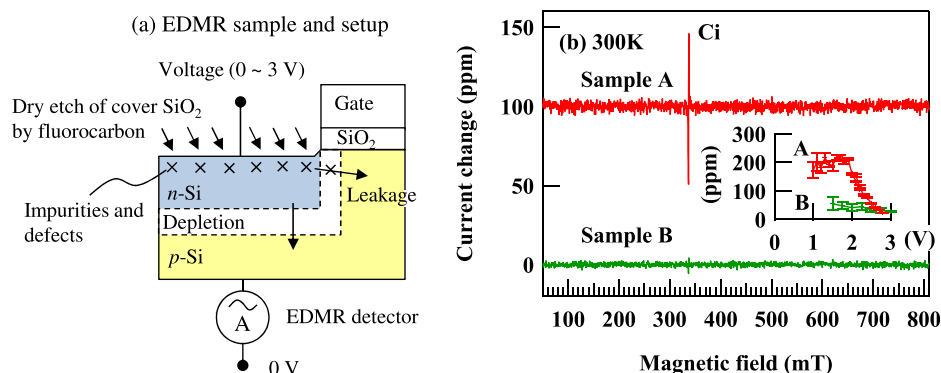 (a) EDMR sample and setup
Voltage (0 ~ 3 V)
Dry etch of cover SiO2
by fluorocarbon
Gate
SiO2
n-Si
Leakage
Impurities and
defects
Depletion
p-Si
A
EDMR detector
0 V
(b) 300K
Ci
Sample A
Sample B
Current change (ppm)
150
100
50
0
100 200 300 400 500 600 700 800
Magnetic field (mT)
(ppm)
300
200
100
0
A
B
0 1 2 3 (V)